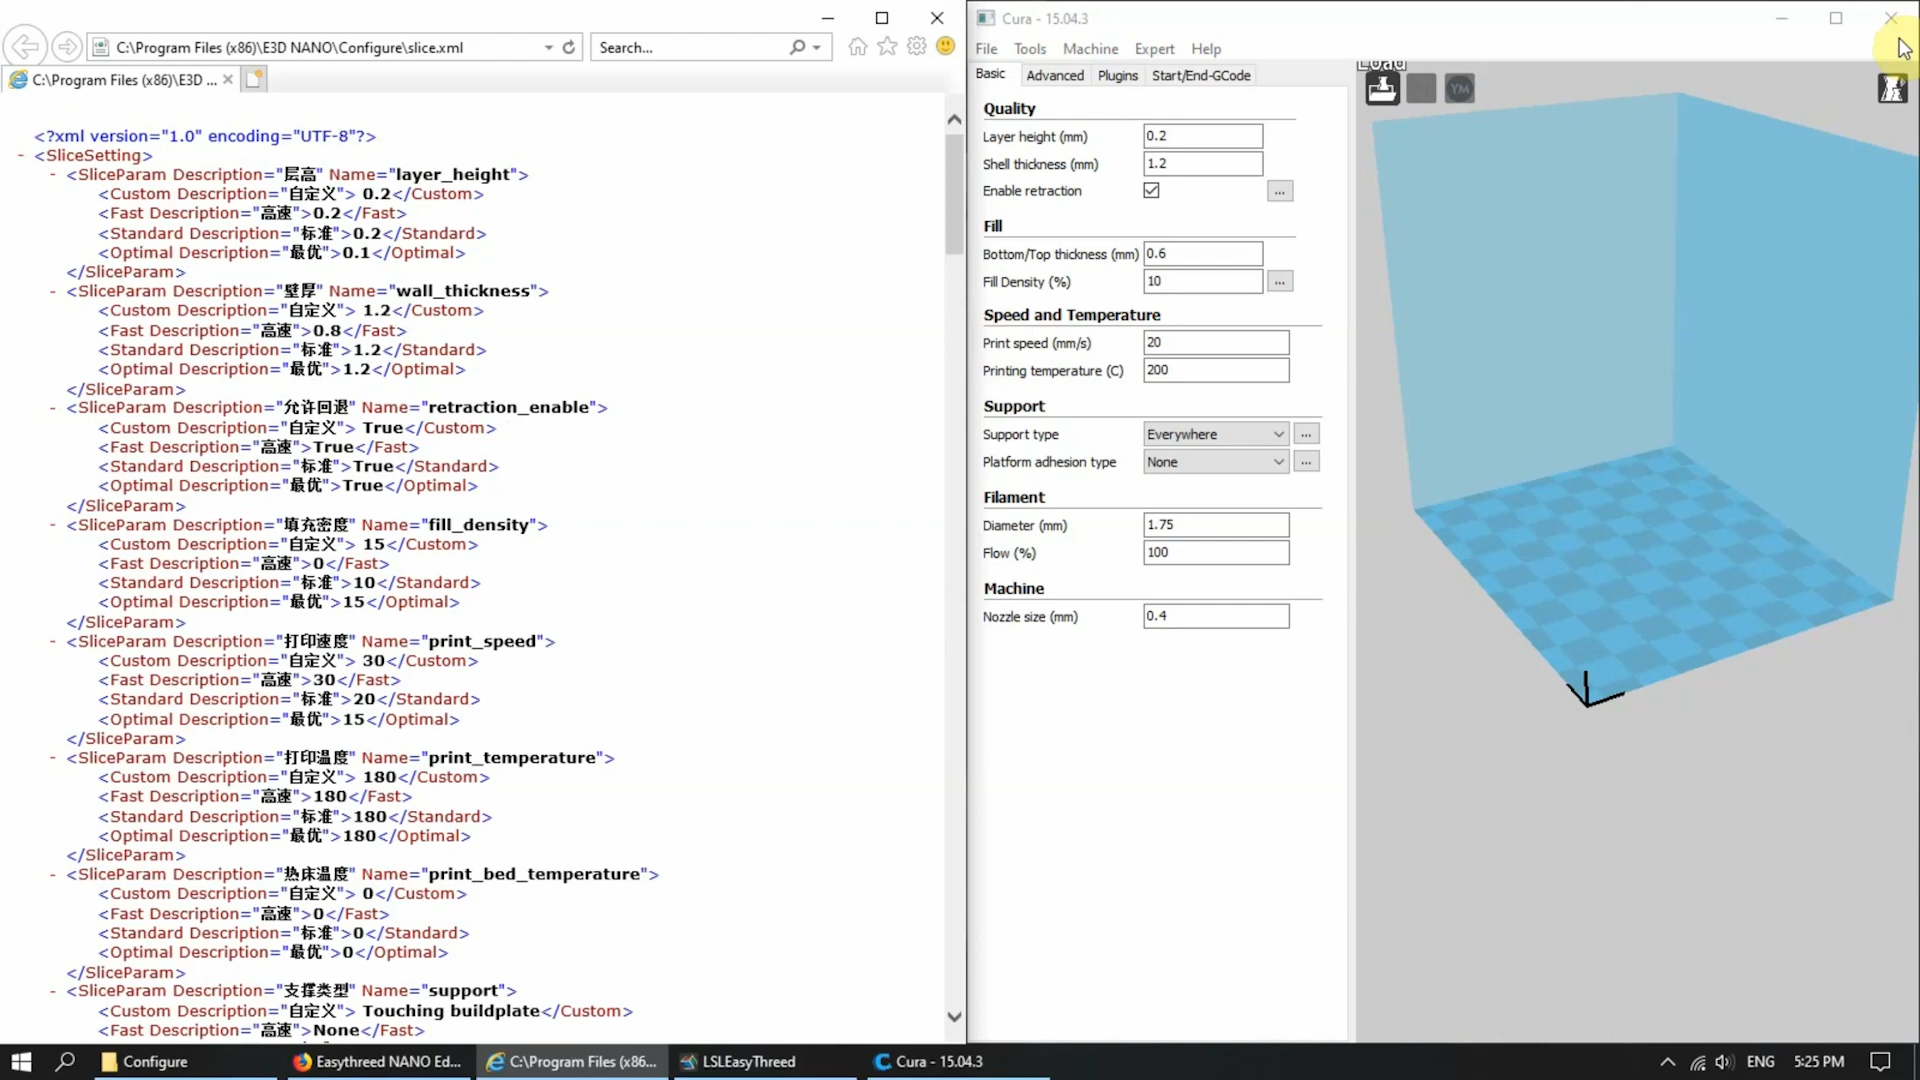 C:\Program Files (x86)\E3D NANO\Configure\slice.xml
Search...
C:\Program Files (x86)\E3D ...
<?xml version="1.0" encoding="UTF-8"?>
- <SliceSetting>
- <SliceParam Description="层高" Name="layer_height">
<Custom Description="自定义"> 0.2</Custom>
<Fast Description="高速">0.2</Fast>
<Standard Description="标准">0.2</Standard>
<Optimal Description="最优">0.1</Optimal>
</SliceParam>
- <SliceParam Description="壁厚" Name="wall_thickness">
<Custom Description="自定义"> 1.2</Custom>
<Fast Description="高速">0.8</Fast>
<Standard Description="标准">1.2</Standard>
<Optimal Description="最优">1.2</Optimal>
</SliceParam>
- <SliceParam Description="允许回退" Name="retraction_enable">
<Custom Description="自定义"> True</Custom>
<Fast Description="高速">True</Fast>
<Standard Description="标准">True</Standard>
<Optimal Description="最优">True</Optimal>
</SliceParam>
- <SliceParam Description="填充密度" Name="fill_density">
<Custom Description="自定义"> 15</Custom>
<Fast Description="高速">0</Fast>
<Standard Description="标准">10</Standard>
<Optimal Description="最优">15</Optimal>
</SliceParam>
- <SliceParam Description="打印速度" Name="print_speed">
<Custom Description="自定义"> 30</Custom>
<Fast Description="高速">30</Fast>
<Standard Description="标准">20</Standard>
<Optimal Description="最优">15</Optimal>
</SliceParam>
- <SliceParam Description="打印温度" Name="print_temperature">
<Custom Description="自定义"> 180</Custom>
<Fast Description="高速">180</Fast>
<Standard Description="标准">180</Standard>
<Optimal Description="最优">180</Optimal>
</SliceParam>
- <SliceParam Description="热床温度" Name="print_bed_temperature">
<Custom Description="自定义"> 0</Custom>
<Fast Description="高速">0</Fast>
<Standard Description="标准">0</Standard>
<Optimal Description="最优">0</Optimal>
</SliceParam>
- <SliceParam Description="支撑类型" Name="support">
<Custom Description="自定义"> Touching buildplate</Custom>
<Fast Description="高速">None</Fast>
Cura - 15.04.3
File Tools Machine Expert Help
Basic Advanced Plugins Start/End-GCode
Quality
Layer height (mm) 0.2
Shell thickness (mm) 1.2
Enable retraction ...
Fill
Bottom/Top thickness (mm) 0.6
Fill Density (%) 10 ...
Speed and Temperature
Print speed (mm/s) 20
Printing temperature (C) 200
Support
Support type Everywhere ...
Platform adhesion type None ...
Filament
Diameter (mm) 1.75
Flow (%) 100
Machine
Nozzle size (mm) 0.4
Load
YM
Configure
Easythreed NANO Ed...
C:\Program Files (x86...
LSLEasyThreed
Cura - 15.04.3
ENG
5:25 PM